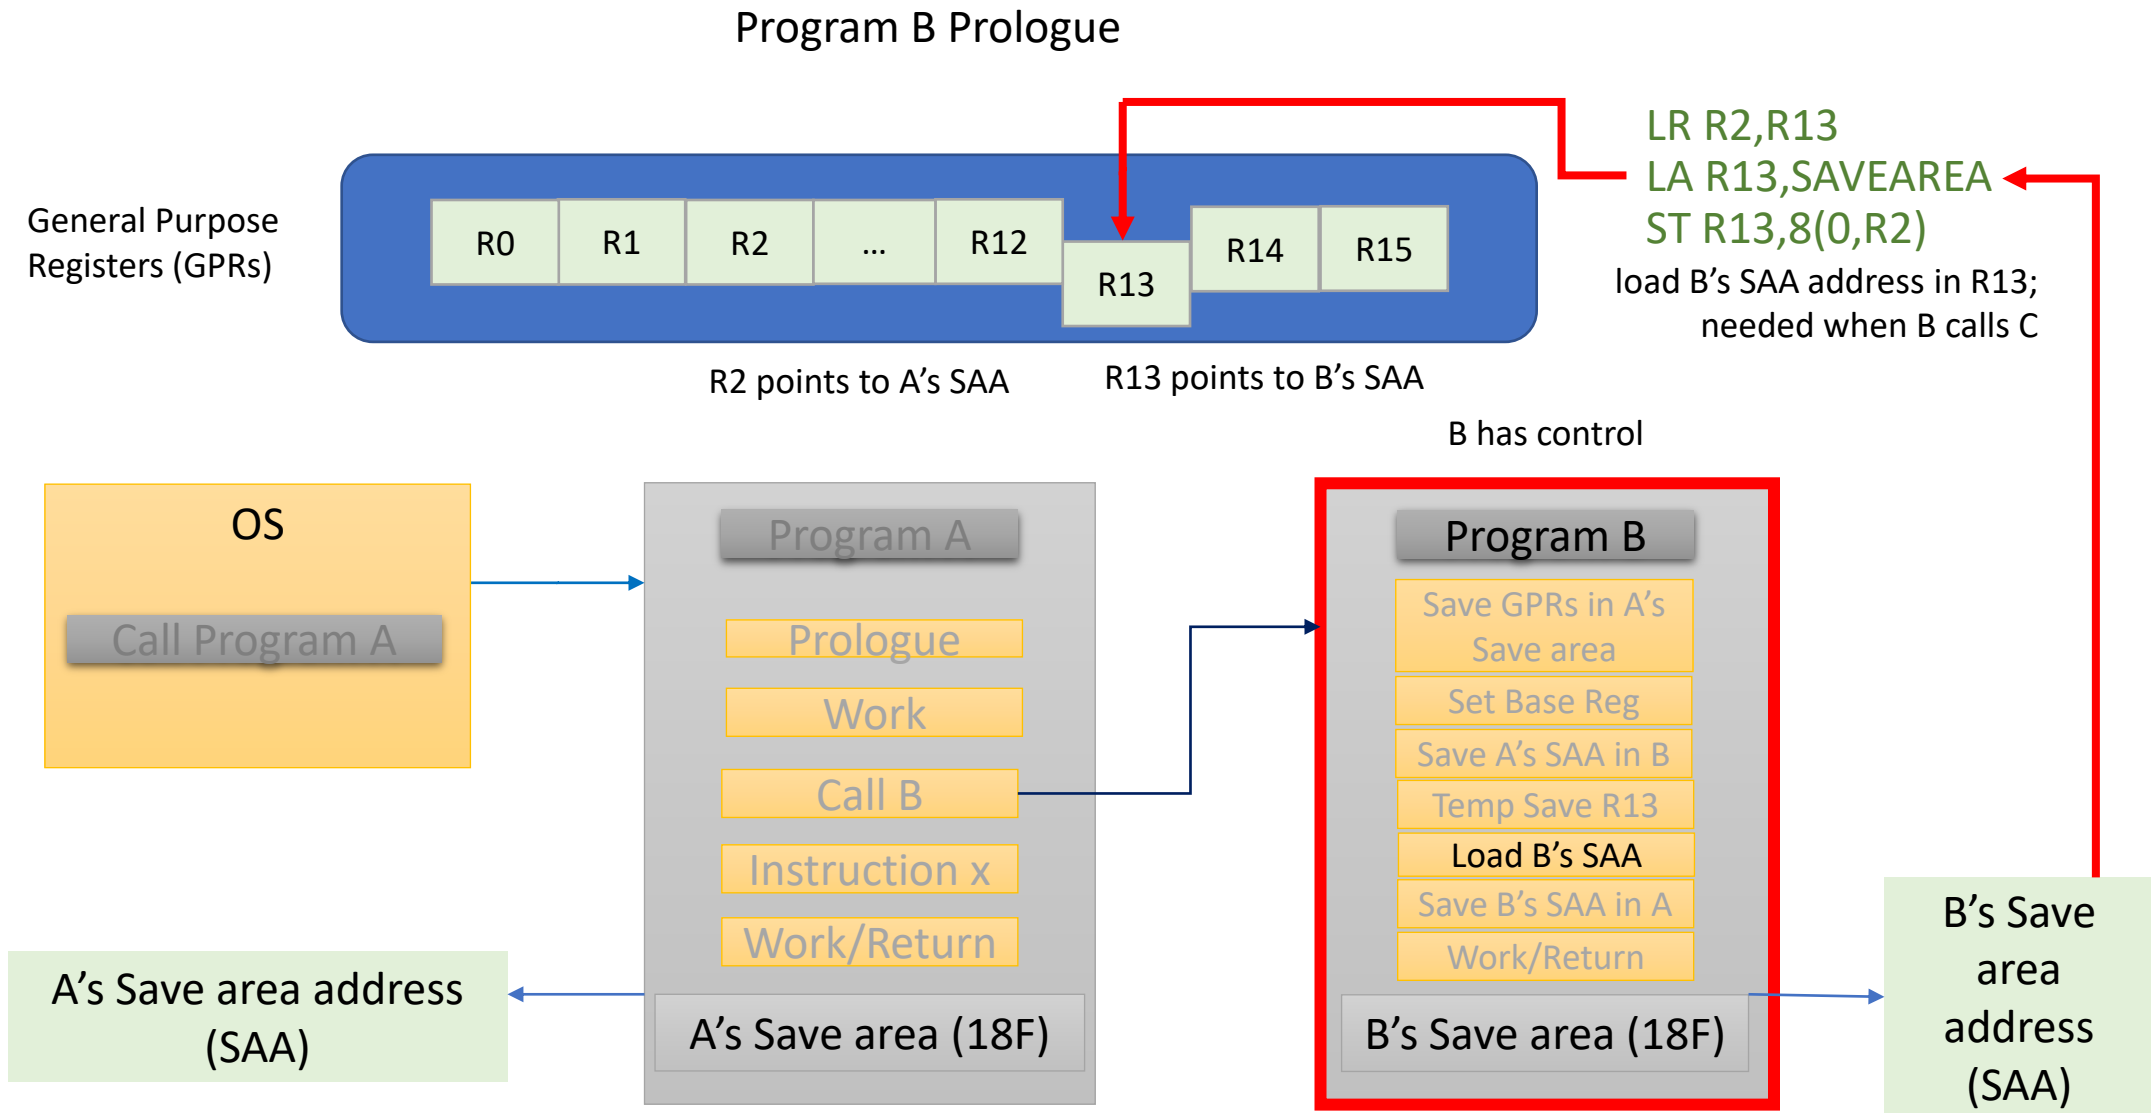 Program B Prologue
LR R2,R13
LA R13,SAVEAREA
ST R13,8(0,R2)
load B's SAA address in R13;
needed when B calls C
General Purpose
Registers (GPRs)
R0
R1
R2
...
R12
R13
R14
R15
R2 points to A's SAA
R13 points to B's SAA
B has control
OS
Call Program A
Program A
Prologue
Work
Call B
Instruction x
Work/Return
A's Save area (18F)
A's Save area address
(SAA)
Program B
Save GPRs in A's
Save area
Set Base Reg
Save A's SAA in B
Temp Save R13
Load B's SAA
Save B's SAA in A
Work/Return
B's Save area (18F)
B's Save
area
address
(SAA)